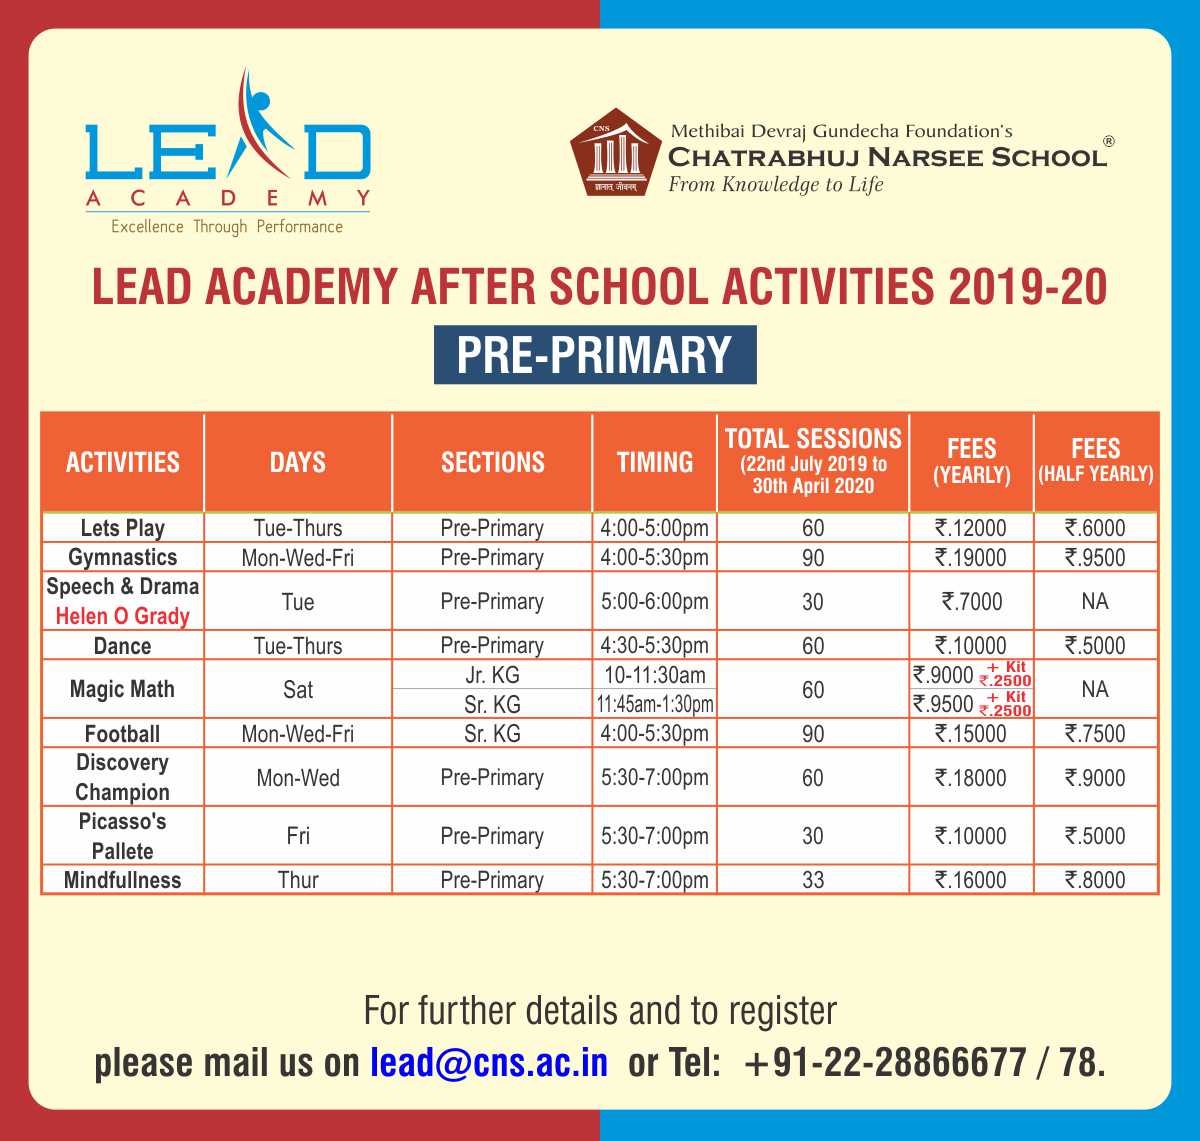 LEAD
ACADEMY
Excellence Through Performance
CNS
ज्ञानात् जीवनम्
Methibai Devraj Gundecha Foundation's
CHATRABHUJ NARSEE SCHOOL®
From Knowledge to Life
LEAD ACADEMY AFTER SCHOOL ACTIVITIES 2019-20
PRE-PRIMARY
ACTIVITIES DAYS SECTIONS TIMING TOTAL SESSIONS (22nd July 2019 to 30th April 2020 FEES (YEARLY) FEES (HALF YEARLY)
Lets Play Tue-Thurs Pre-Primary 4:00-5:00pm 60 ₹.12000 ₹.6000
Gymnastics Mon-Wed-Fri Pre-Primary 4:00-5:30pm 90 ₹.19000 ₹.9500
Speech & Drama Helen O Grady Tue Pre-Primary 5:00-6:00pm 30 ₹.7000 NA
Dance Tue-Thurs Pre-Primary 4:30-5:30pm 60 ₹.10000 ₹.5000
Magic Math Sat Jr. KG 10-11:30am 60 ₹.9000 + Kit ₹.2500 NA
Sr. KG 11:45am-1:30pm ₹.9500 + Kit ₹.2500
Football Mon-Wed-Fri Sr. KG 4:00-5:30pm 90 ₹.15000 ₹.7500
Discovery Champion Mon-Wed Pre-Primary 5:30-7:00pm 60 ₹.18000 ₹.9000
Picasso's Pallete Fri Pre-Primary 5:30-7:00pm 30 ₹.10000 ₹.5000
Mindfullness Thur Pre-Primary 5:30-7:00pm 33 ₹.16000 ₹.8000
For further details and to register
please mail us on lead@cns.ac.in or Tel: +91-22-28866677 / 78.